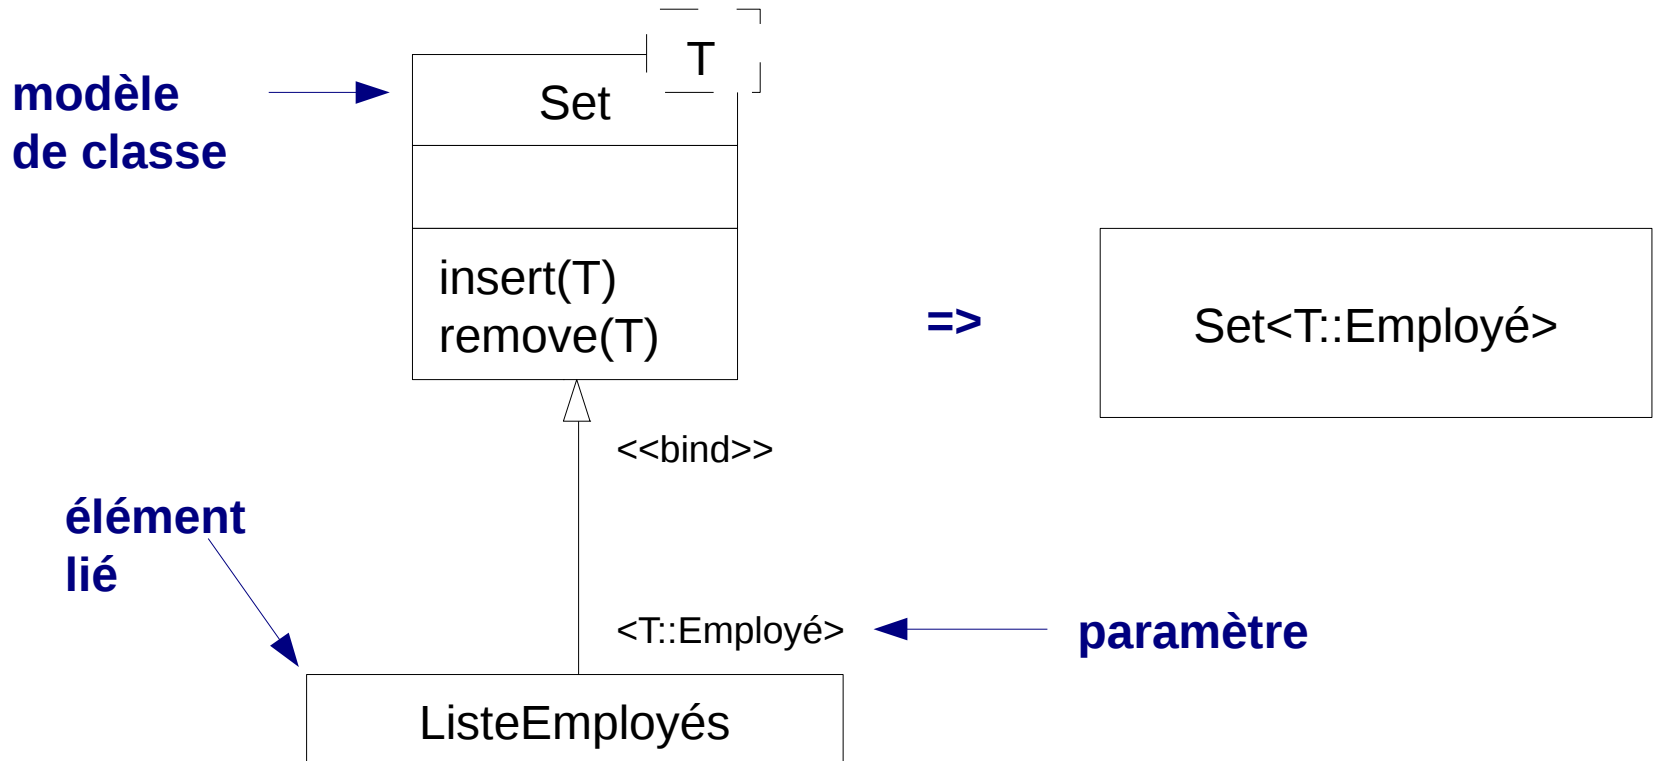 T
modèle
de classe
Set
insert(T)
remove(T)
=>
Set<T::Employé>
<<bind>>
élément
lié
<T::Employé>
paramètre
ListeEmployés